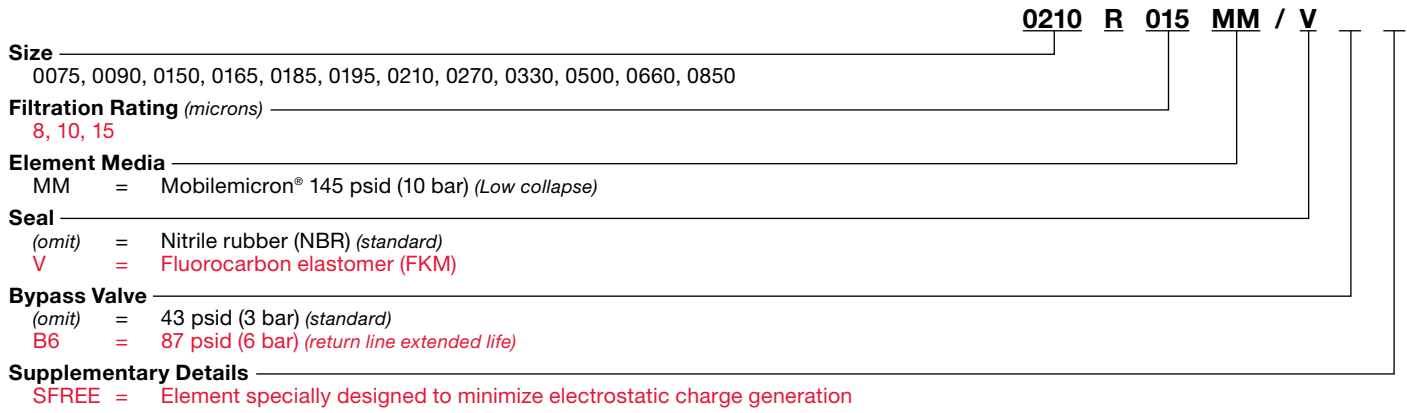 0210 R 015 MM / V _ _
Size
0075, 0090, 0150, 0165, 0185, 0195, 0210, 0270, 0330, 0500, 0660, 0850
Filtration Rating (microns)
8, 10, 15
Element Media
MM = Mobilemicron® 145 psid (10 bar) (Low collapse)
Seal
(omit) = Nitrile rubber (NBR) (standard)
V = Fluorocarbon elastomer (FKM)
Bypass Valve
(omit) = 43 psid (3 bar) (standard)
B6 = 87 psid (6 bar) (return line extended life)
Supplementary Details
SFREE = Element specially designed to minimize electrostatic charge generation